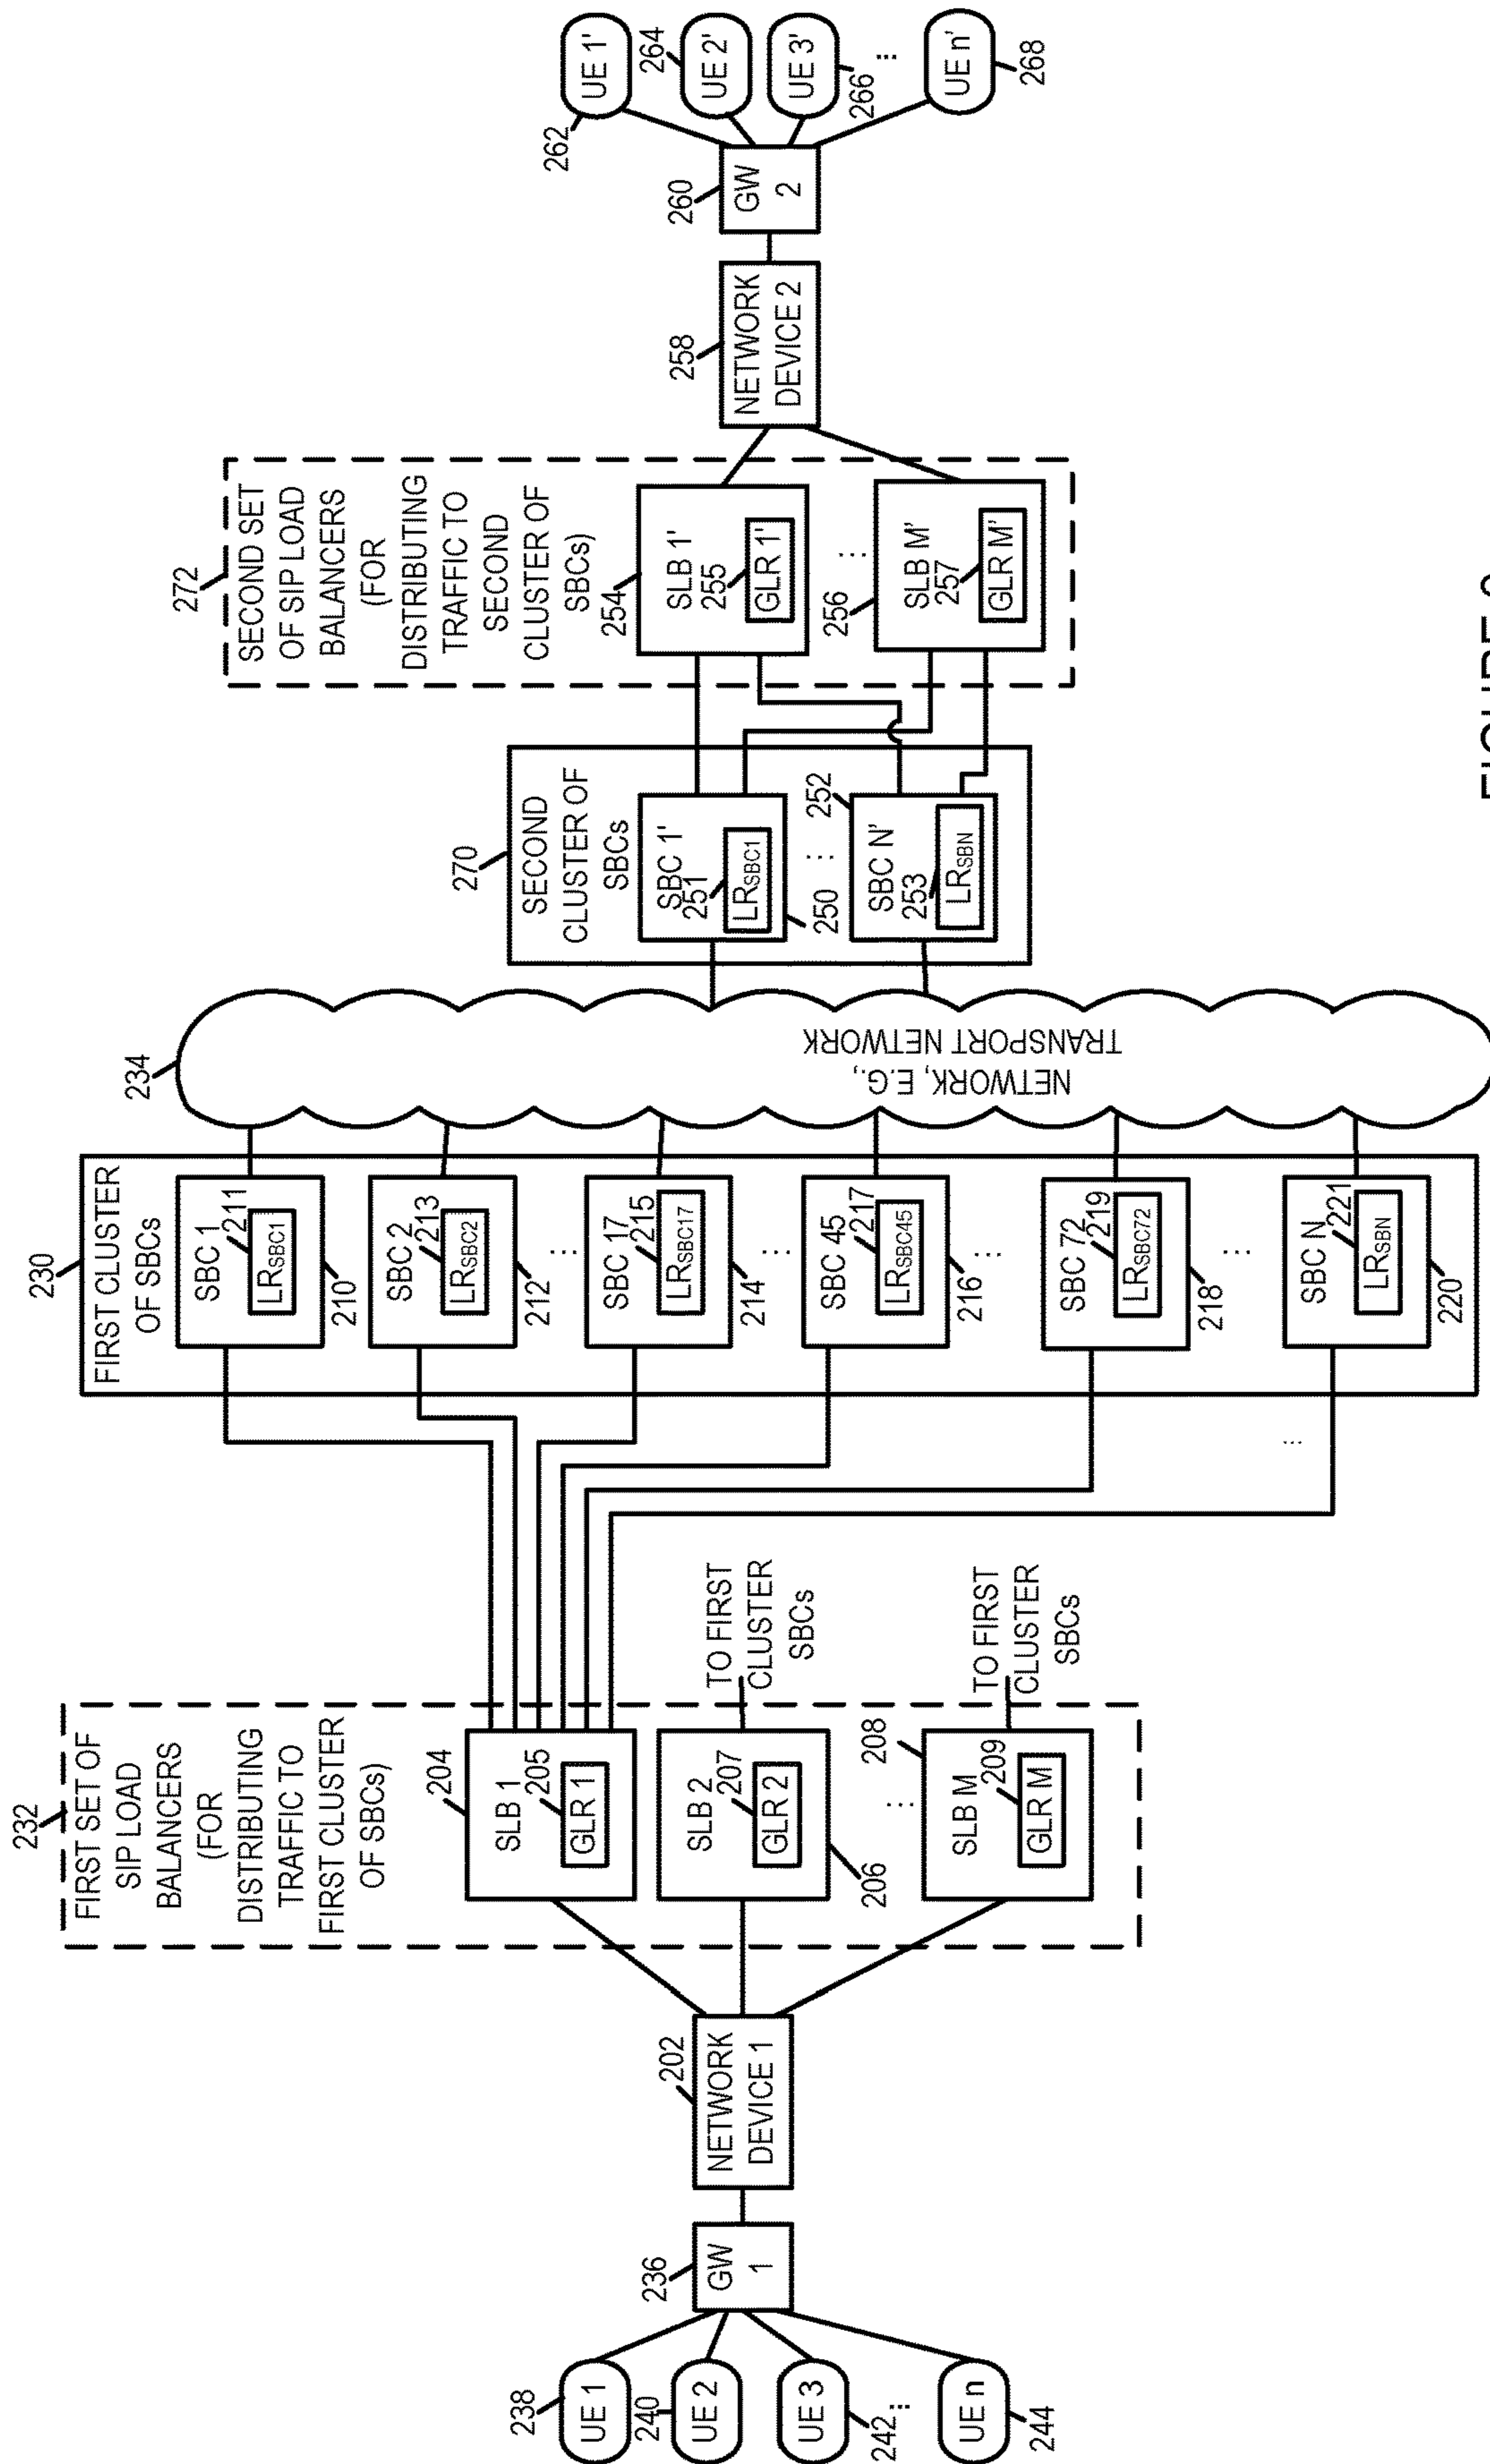 238
UE 1
240
UE 2
UE 3
242
...
UE n
244
236
GW
1
202
NETWORK
DEVICE 1
232
FIRST SET OF
SIP LOAD
BALANCERS
(FOR
DISTRIBUTING
TRAFFIC TO
FIRST CLUSTER
OF SBCs)
204
SLB 1
205
GLR 1
SLB 2
207
GLR 2
206
...
208
SLB M
209
GLR M
TO FIRST
CLUSTER
SBCs
TO FIRST
CLUSTER
SBCs
...
230
FIRST CLUSTER
OF SBCs
SBC 1
211
LRSBC1
210
SBC 2
213
LRSBC2
212
...
SBC 17
215
LRSBC17
214
...
SBC 45
217
LRSBC45
216
...
SBC 72
219
LRSBC72
218
...
SBC N
221
LRSBN
220
234
NETWORK, E.G.,
TRANSPORT NETWORK
270
SECOND
CLUSTER OF
SBCs
SBC 1'
251
LRSBC1
250
...
252
SBC N'
253
LRSBN
272
SECOND SET
OF SIP LOAD
BALANCERS
(FOR
DISTRIBUTING
TRAFFIC TO
SECOND
CLUSTER OF
SBCs)
254
SLB 1'
255
GLR 1'
...
256
SLB M'
257
GLR M'
258
NETWORK
DEVICE 2
260
GW
2
262
UE 1'
264
UE 2'
UE 3'
266
...
UE n'
268
FIGURE 2